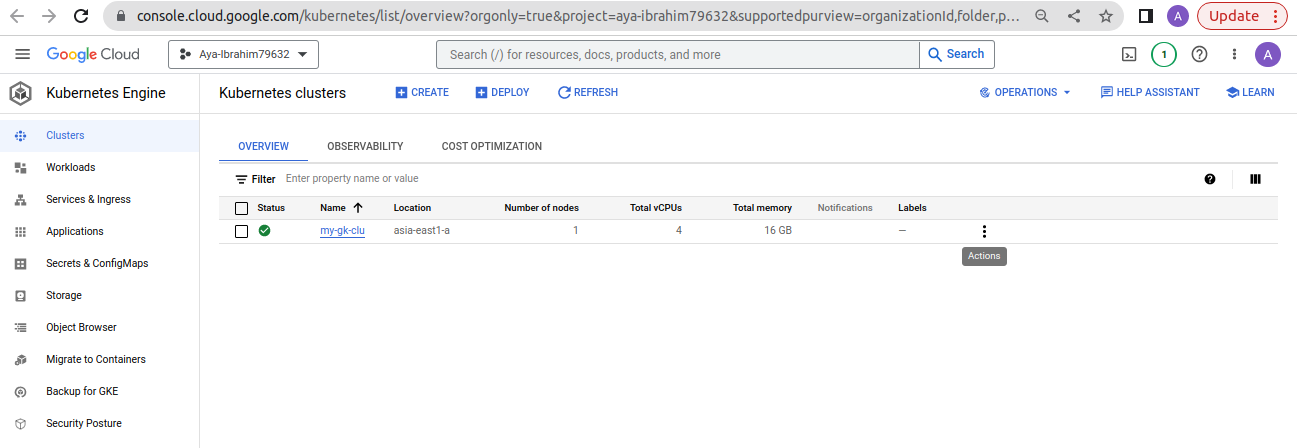 console.cloud.google.com/kubernetes/list/overview?orgonly=true&project=aya-ibrahim79632&supportedpurview=organizationId,folder,p...
A
Update
Google Cloud
Aya-Ibrahim79632
Search (/) for resources, docs, products, and more
Search
1
A
Kubernetes Engine
Kubernetes clusters
CREATE
DEPLOY
REFRESH
OPERATIONS
HELP ASSISTANT
LEARN
Clusters
Workloads
Services & Ingress
Applications
Secrets & ConfigMaps
Storage
Object Browser
Migrate to Containers
Backup for GKE
Security Posture
OVERVIEW OBSERVABILITY COST OPTIMIZATION
Filter Enter property name or value
Status Name Location Number of nodes Total vCPUs Total memory Notifications Labels
my-gk-clu asia-east1-a 1 4 16 GB —
Actions